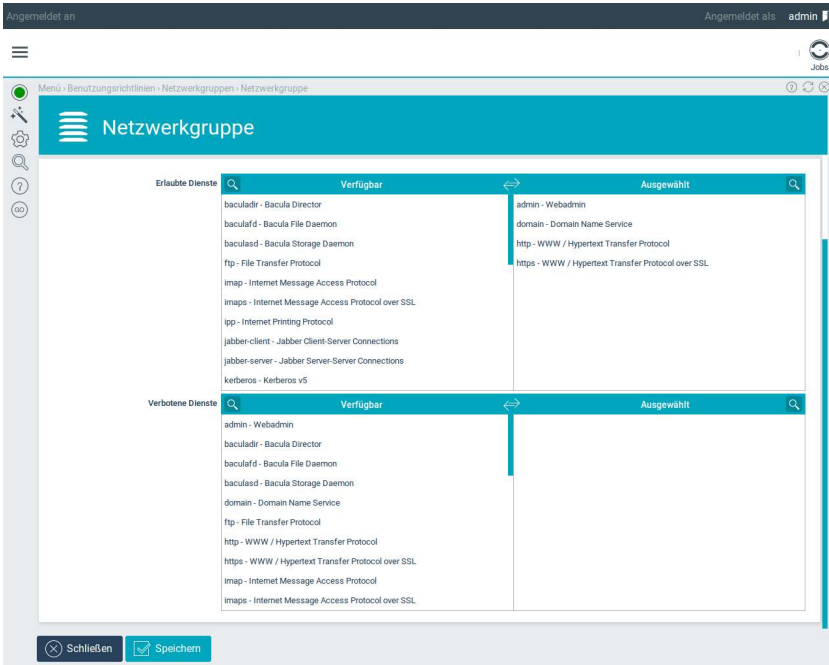 Angemeldet an
Angemeldet als admin
Jobs
Menü › Benutzungsrichtlinien › Netzwerkgruppen › Netzwerkgruppe
Netzwerkgruppe
Erlaubte Dienste
Verfügbar
Ausgewählt
baculadir - Bacula Director
baculafd - Bacula File Daemon
baculasd - Bacula Storage Daemon
ftp - File Transfer Protocol
imap - Internet Message Access Protocol
imaps - Internet Message Access Protocol over SSL
ipp - Internet Printing Protocol
jabber-client - Jabber Client-Server Connections
jabber-server - Jabber Server-Server Connections
kerberos - Kerberos v5
admin - Webadmin
domain - Domain Name Service
http - WWW / Hypertext Transfer Protocol
https - WWW / Hypertext Transfer Protocol over SSL
Verbotene Dienste
Verfügbar
Ausgewählt
admin - Webadmin
baculadir - Bacula Director
baculafd - Bacula File Daemon
baculasd - Bacula Storage Daemon
domain - Domain Name Service
ftp - File Transfer Protocol
http - WWW / Hypertext Transfer Protocol
https - WWW / Hypertext Transfer Protocol over SSL
imap - Internet Message Access Protocol
imaps - Internet Message Access Protocol over SSL
GO
Schließen
Speichern